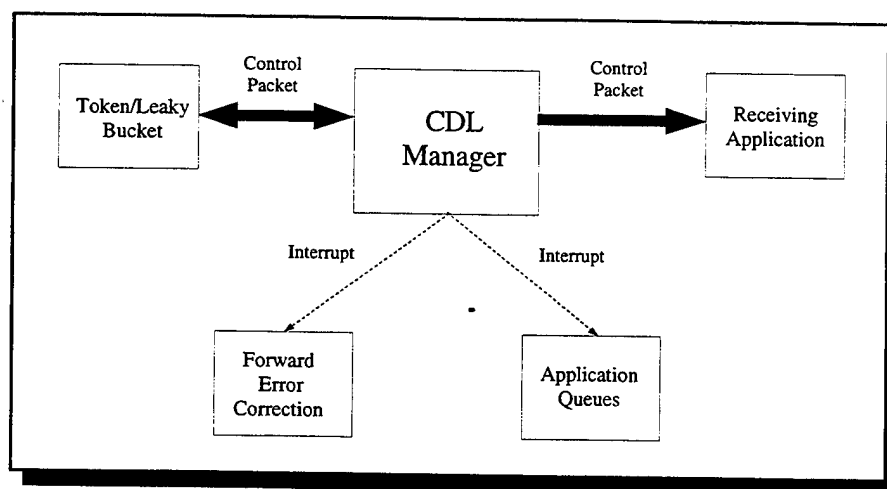 Control
Packet
Token/Leaky
Bucket
CDL
Manager
Control
Packet
Receiving
Application
Interrupt
Interrupt
Forward
Error
Correction
Application
Queues